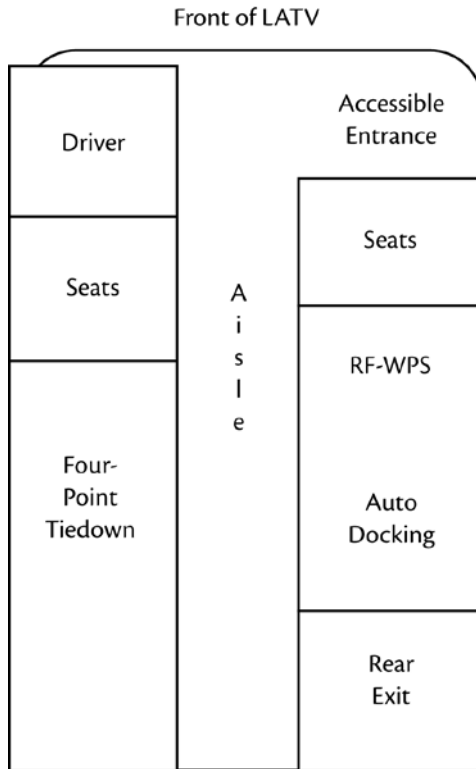 Front of LATV
Driver
Accessible
Entrance
Seats
Seats
A
i
s
l
e
RF-WPS
Four-
Point
Tiedown
Auto
Docking
Rear
Exit